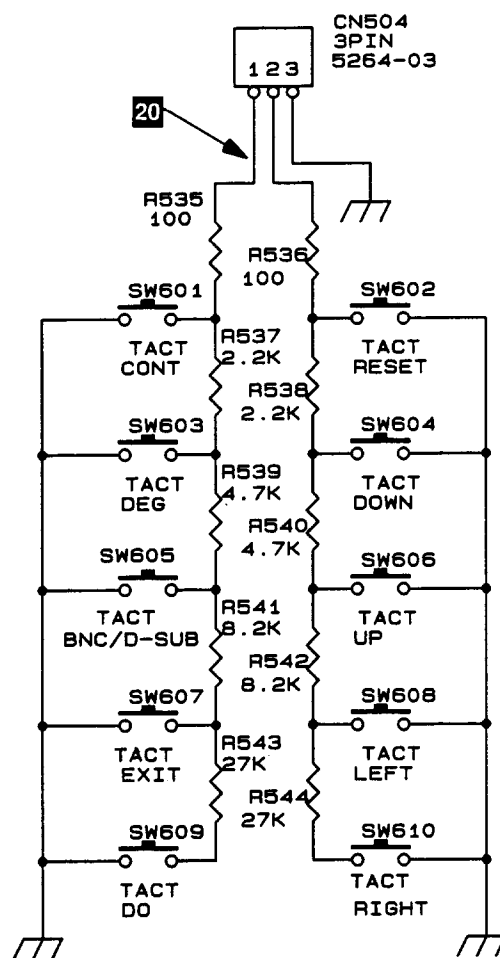 CN504
3PIN
5264-03
123
20
R535
100
R536
100
SW601
TACT
CONT
SW602
TACT
RESET
R537
2.2K
R538
2.2K
SW603
TACT
DEG
SW604
TACT
DOWN
R539
4.7K
R540
4.7K
SW605
TACT
BNC/D-SUB
SW606
TACT
UP
R541
8.2K
R542
8.2K
SW607
TACT
EXIT
SW608
TACT
LEFT
R543
27K
R544
27K
SW609
TACT
DO
SW610
TACT
RIGHT